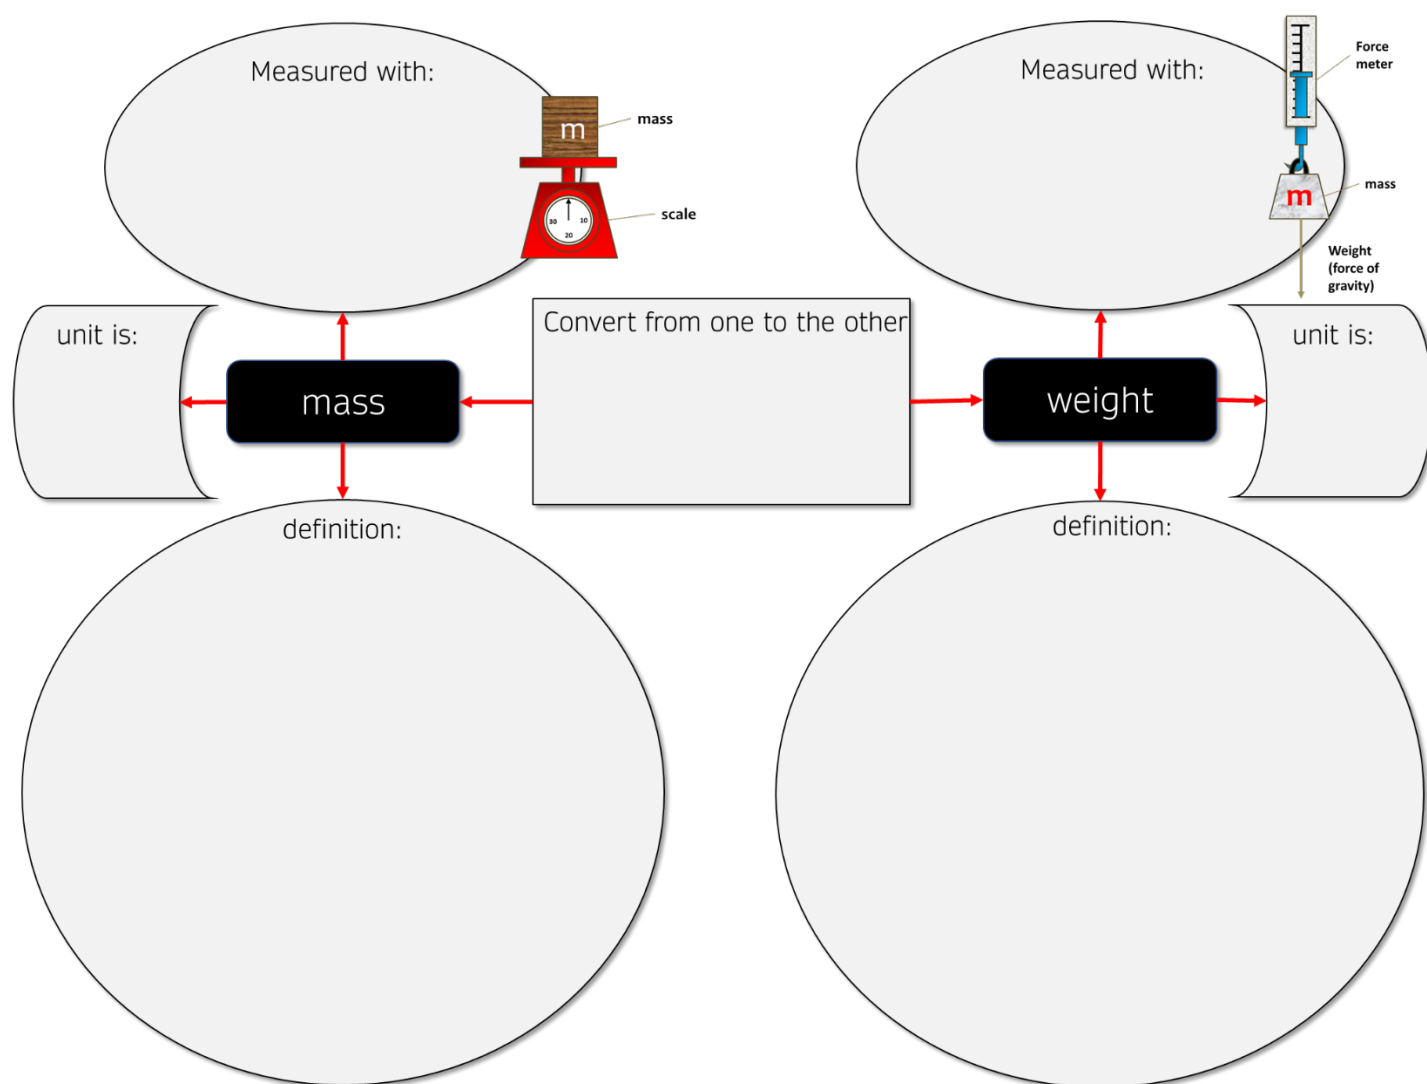 Measured with:
m
mass
30
10
20
scale
Measured with:
Force
meter
m
mass
Weight
(force of
gravity)
unit is:
mass
Convert from one to the other
weight
unit is:
definition:
definition: